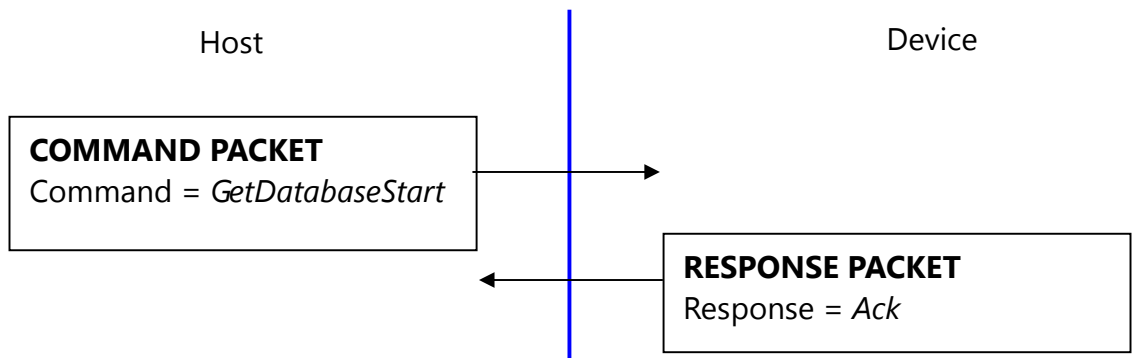 Host
Device
COMMAND PACKET
Command = GetDatabaseStart
RESPONSE PACKET
Response = Ack